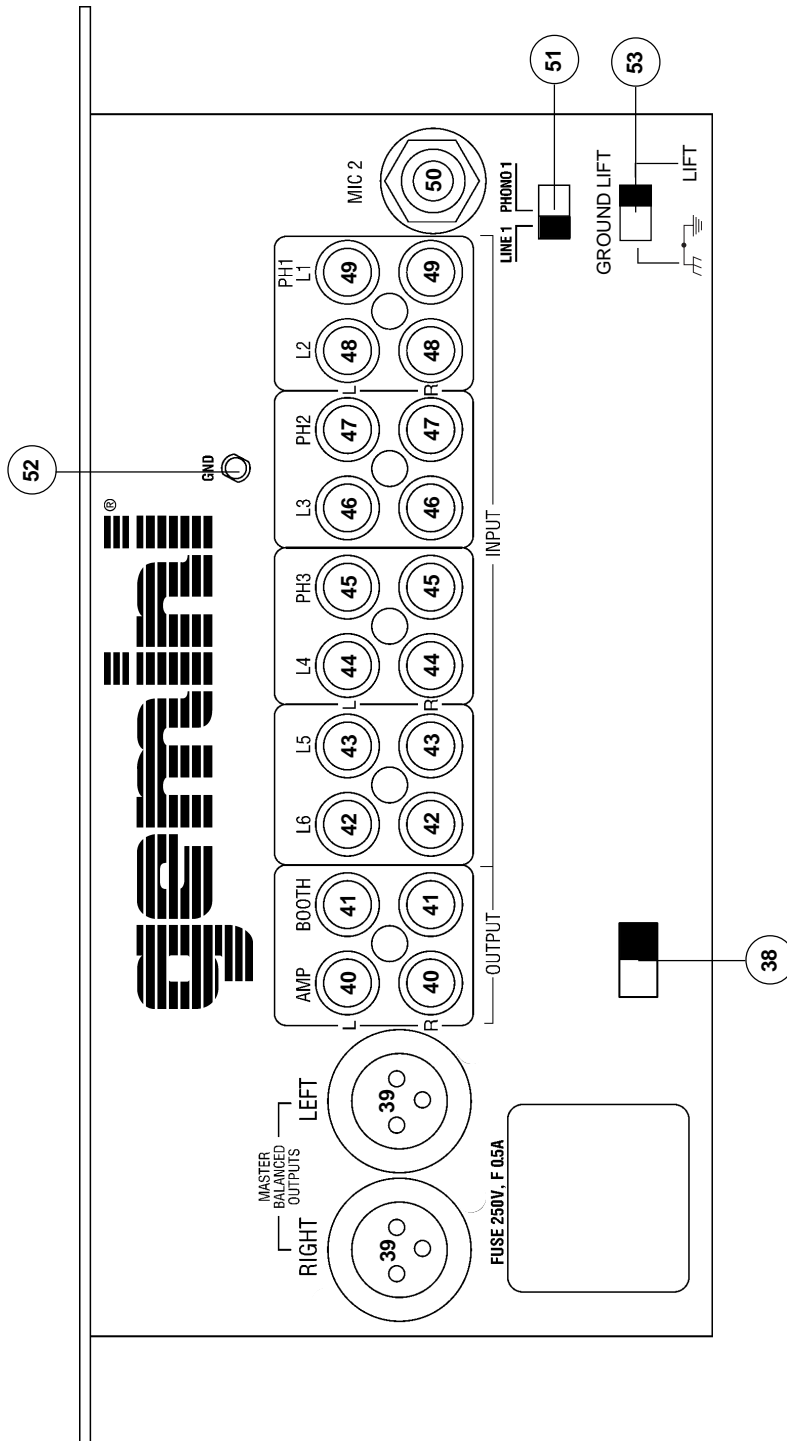 52
gemini®
GND
MASTER
BALANCED
OUTPUTS
RIGHT
LEFT
AMP
BOOTH
L6
L5
L4
PH3
L3
PH2
L2
PH1
L1
MIC 2
39
39
40
41
42
43
44
45
46
47
48
49
50
L
L
L
40
41
42
43
44
45
46
47
48
49
R
R
R
OUTPUT
INPUT
FUSE 250V, F 0.5A
LINE 1
PHONO 1
51
GROUND LIFT
LIFT
53
38